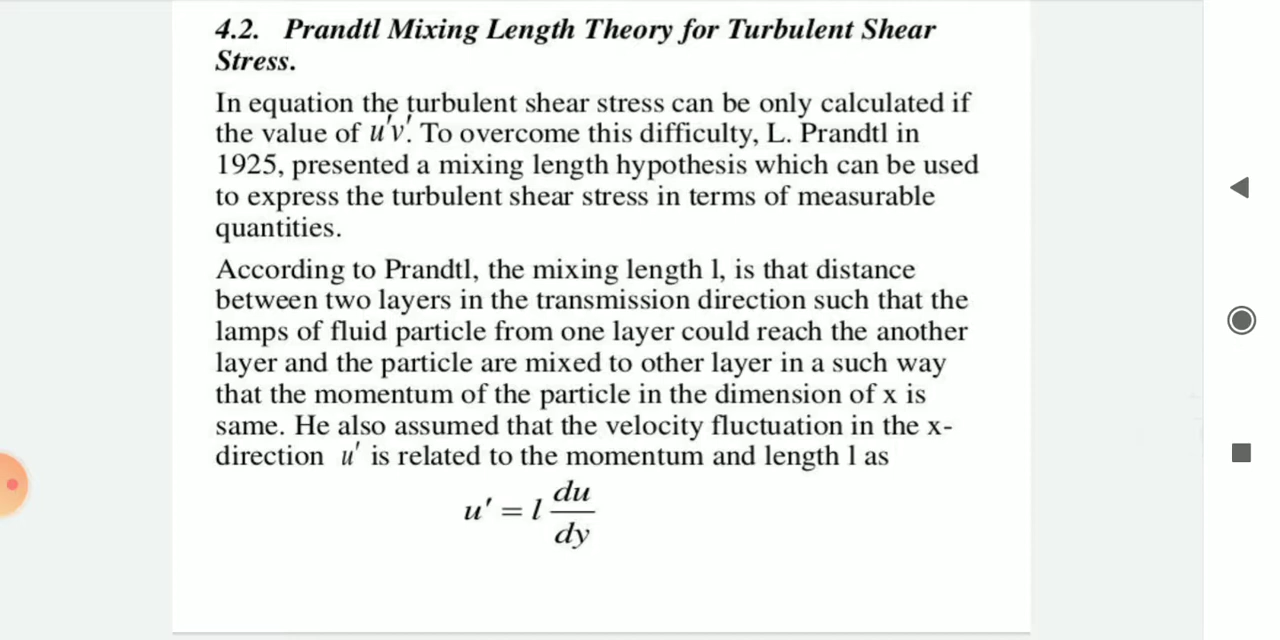 4.2. Prandtl Mixing Length Theory for Turbulent Shear
Stress.
In equation the turbulent shear stress can be only calculated if
the value of u'v'. To overcome this difficulty, L. Prandtl in
1925, presented a mixing length hypothesis which can be used
to express the turbulent shear stress in terms of measurable
quantities.
According to Prandtl, the mixing length l, is that distance
between two layers in the transmission direction such that the
lamps of fluid particle from one layer could reach the another
layer and the particle are mixed to other layer in a such way
that the momentum of the particle in the dimension of x is
same. He also assumed that the velocity fluctuation in the x-
direction u' is related to the momentum and length l as
u' = l du/dy